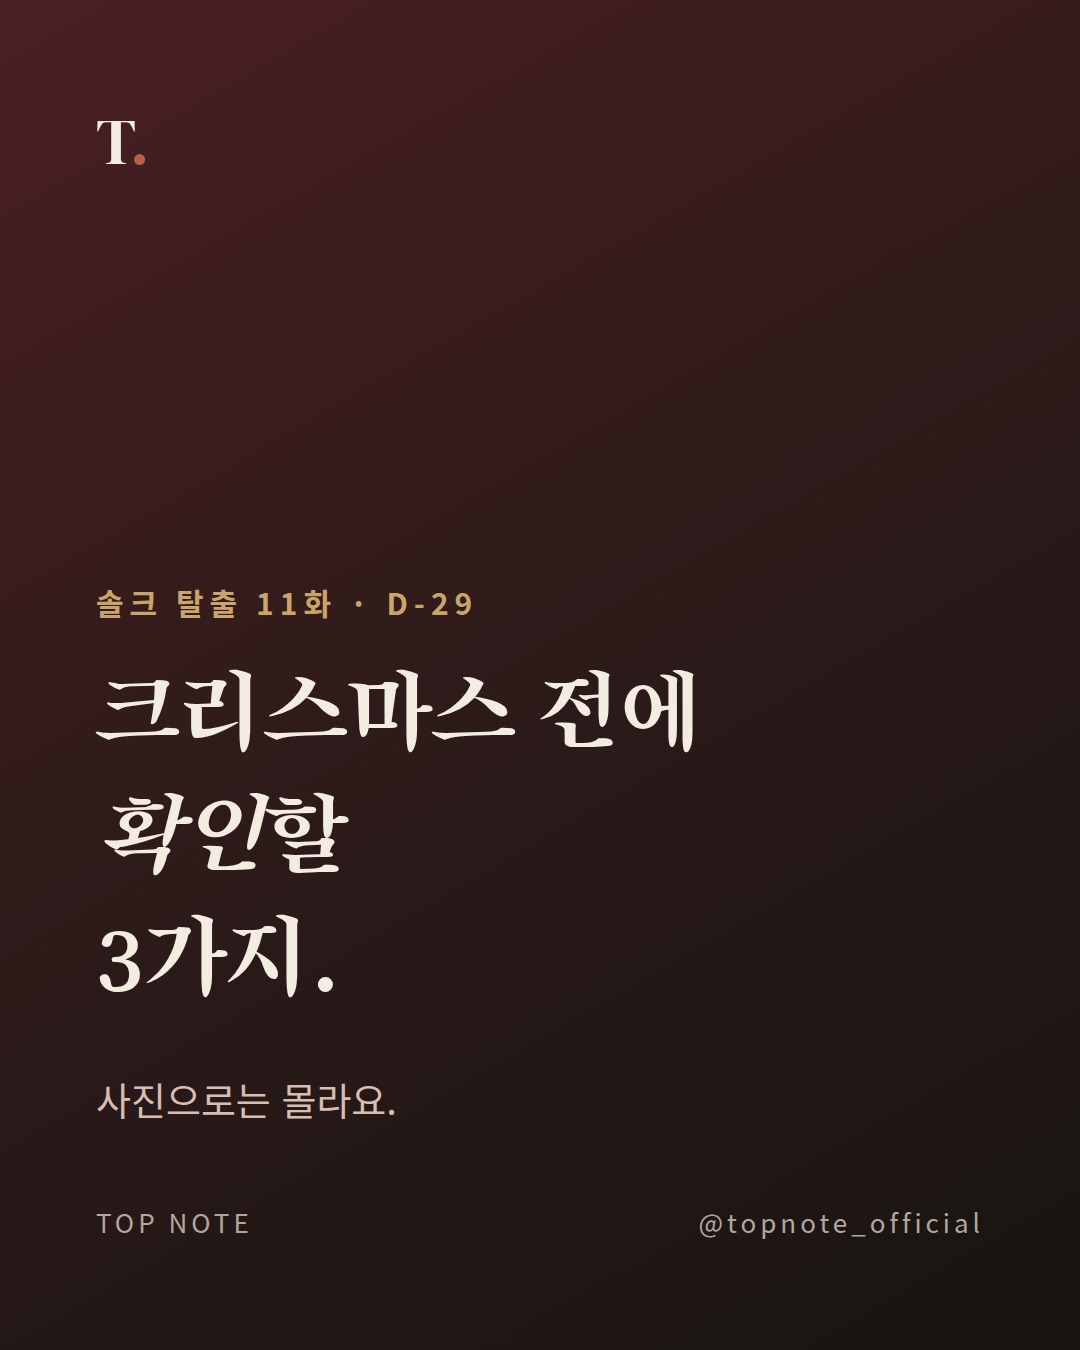 T.
솔크 탈출 11화 · D-29
크리스마스 전에
확인할
3가지.
사진으로는 몰라요.
TOP NOTE
@topnote_official